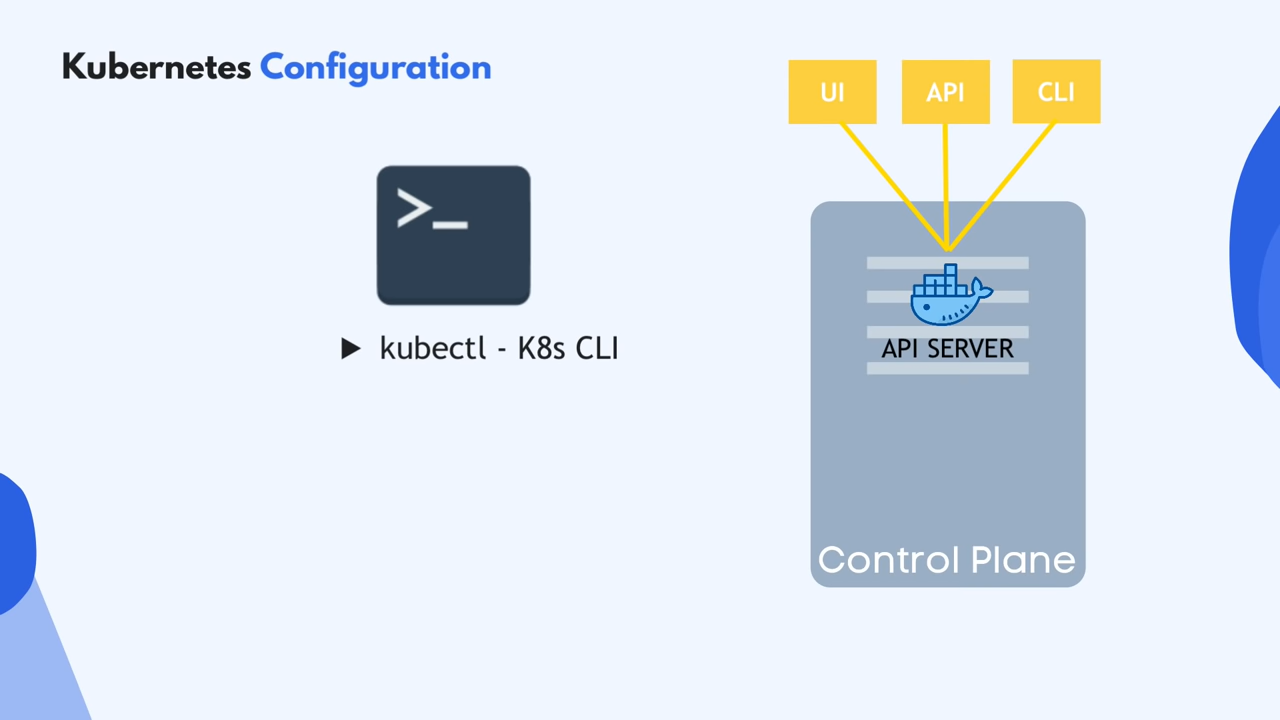 Kubernetes Configuration
UI
API
CLI
>_
▶ kubectl - K8s CLI
API SERVER
Control Plane